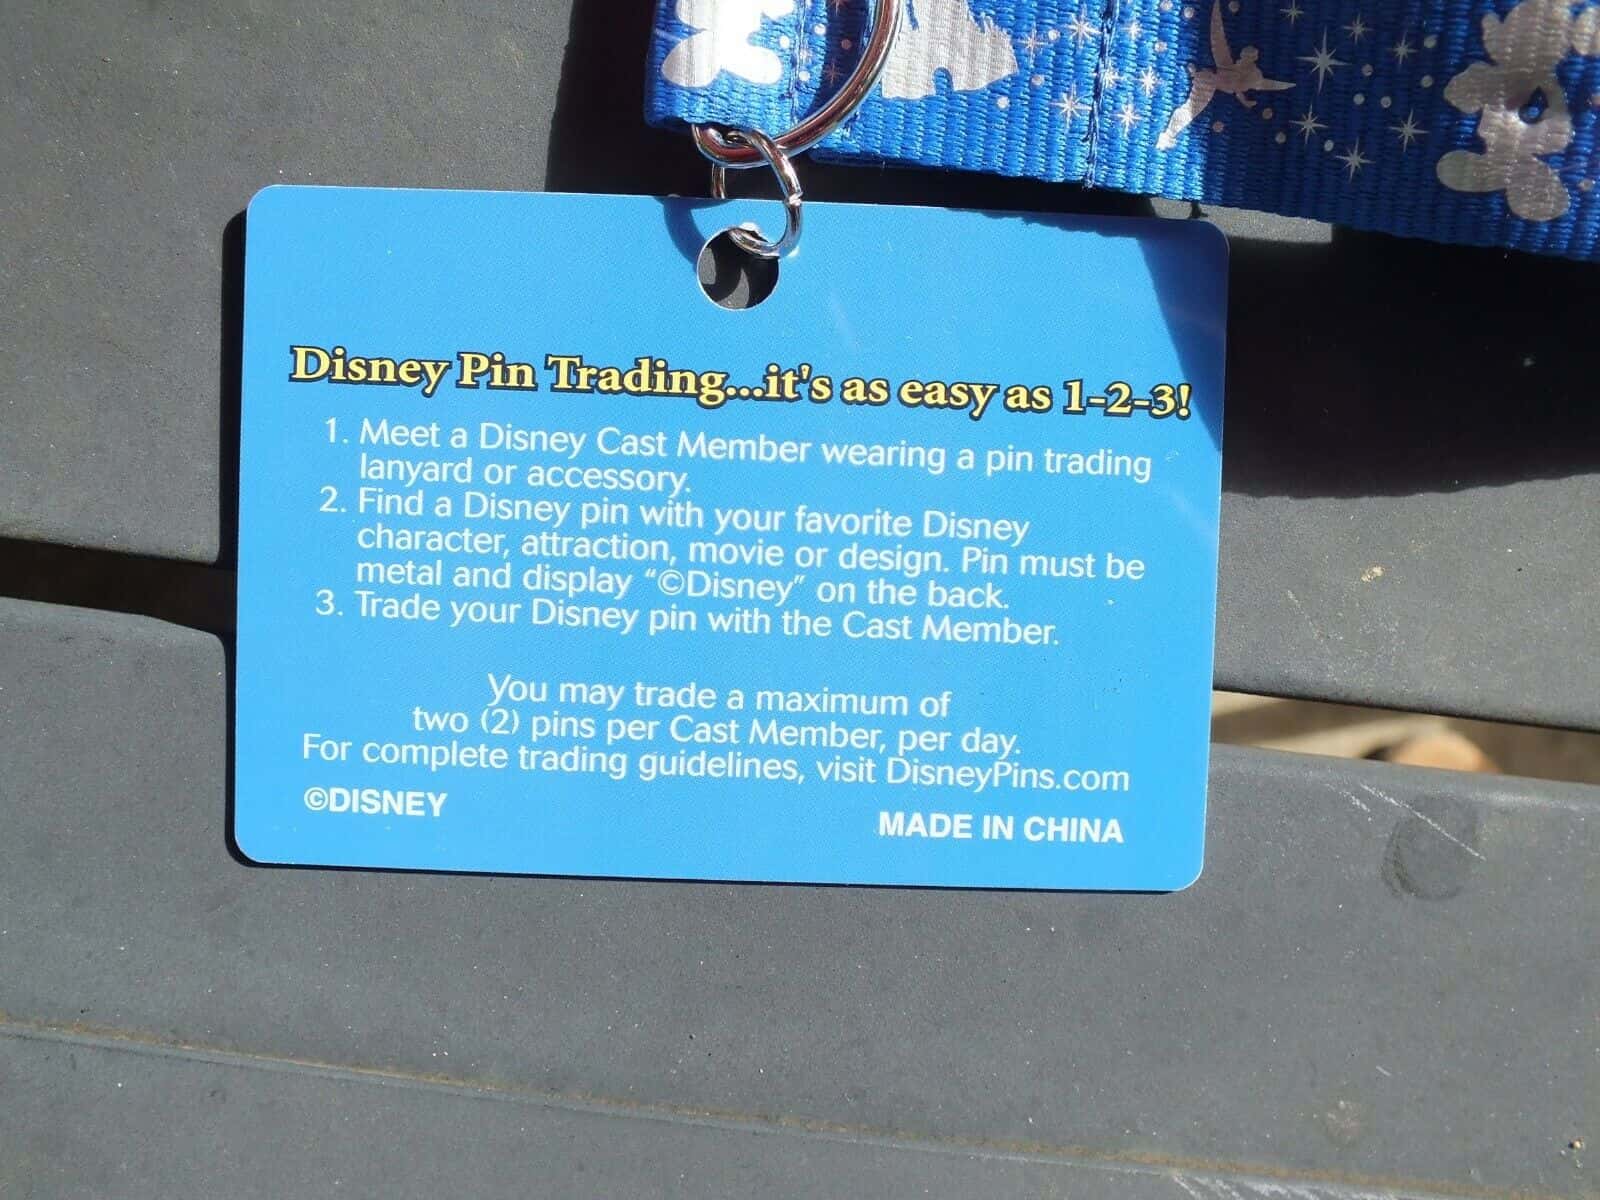 Disney Pin Trading...it's as easy as 1-2-3!
1. Meet a Disney Cast Member wearing a pin trading
lanyard or accessory.
2. Find a Disney pin with your favorite Disney
character, attraction, movie or design. Pin must be
metal and display “©Disney” on the back.
3. Trade your Disney pin with the Cast Member.
You may trade a maximum of
two (2) pins per Cast Member, per day.
For complete trading guidelines, visit DisneyPins.com
©DISNEY
MADE IN CHINA